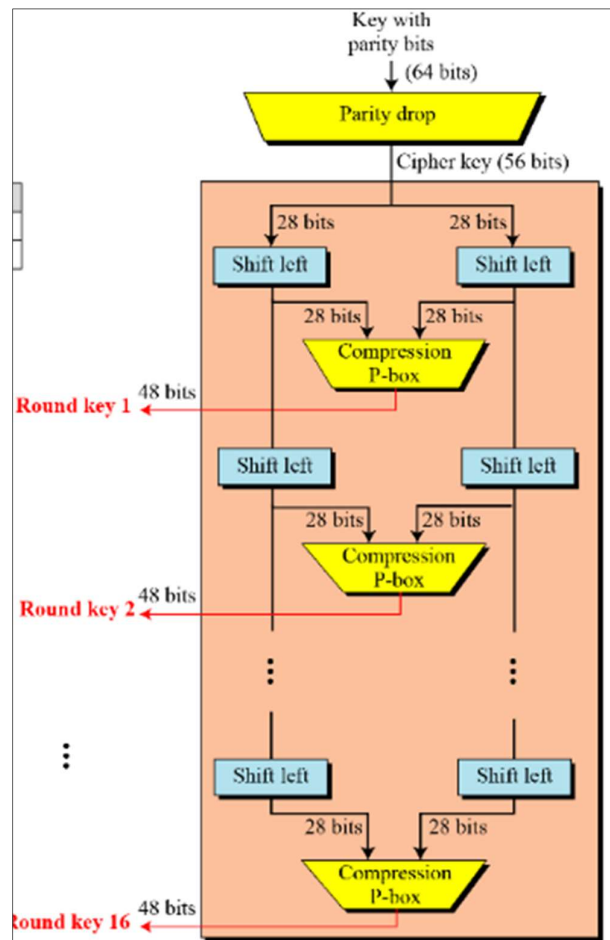 Key with
parity bits
(64 bits)
Parity drop
Cipher key (56 bits)
28 bits 28 bits
Shift left Shift left
28 bits 28 bits
Compression
P-box
48 bits
Round key 1
Shift left Shift left
28 bits 28 bits
Compression
P-box
48 bits
Round key 2
Shift left Shift left
28 bits 28 bits
Compression
P-box
48 bits
Round key 16